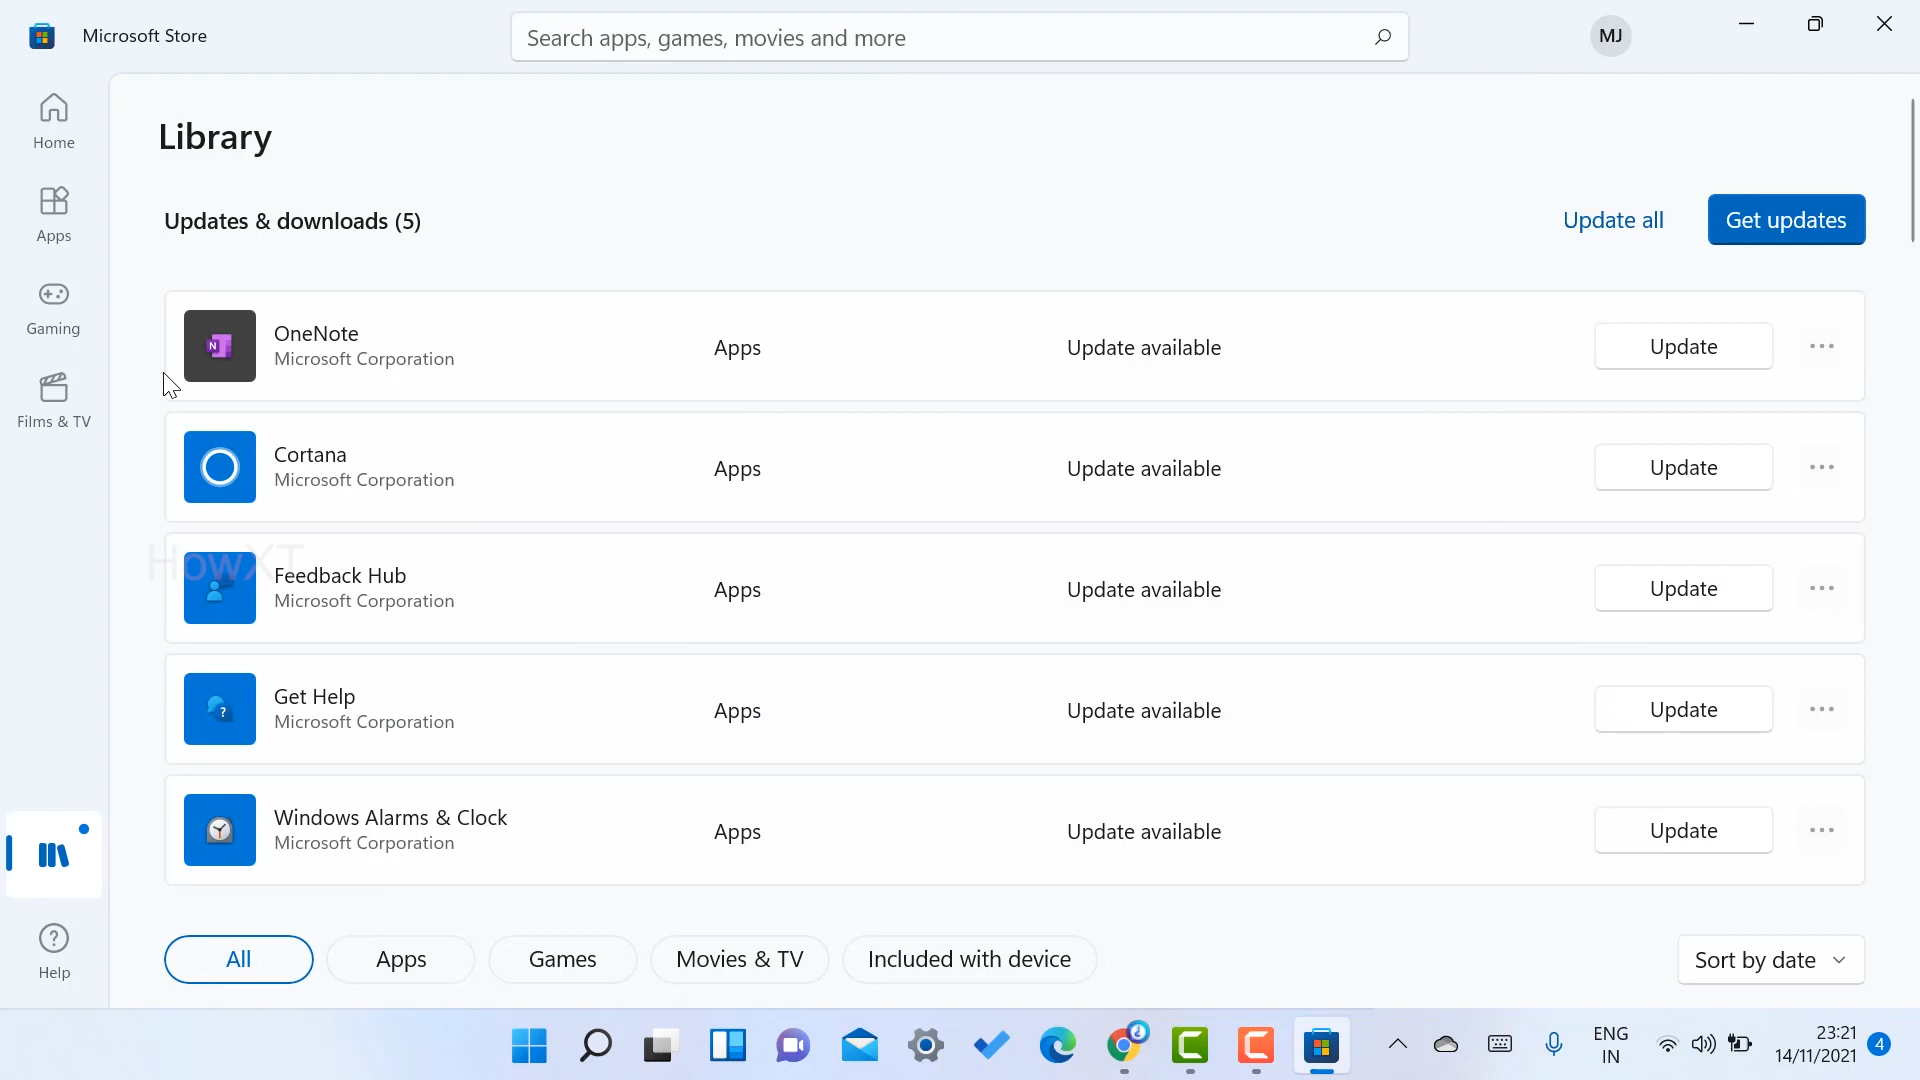 Microsoft Store
Search apps, games, movies and more
MJ
Home
Apps
Gaming
Films & TV
Help
Library
Updates & downloads (5)
Update all
Get updates
OneNote
Microsoft Corporation
Apps
Update available
Update
Cortana
Microsoft Corporation
Apps
Update available
Update
HowXT
Feedback Hub
Microsoft Corporation
Apps
Update available
Update
Get Help
Microsoft Corporation
Apps
Update available
Update
Windows Alarms & Clock
Microsoft Corporation
Apps
Update available
Update
All
Apps
Games
Movies & TV
Included with device
Sort by date
ENG
IN
23:21
14/11/2021
4